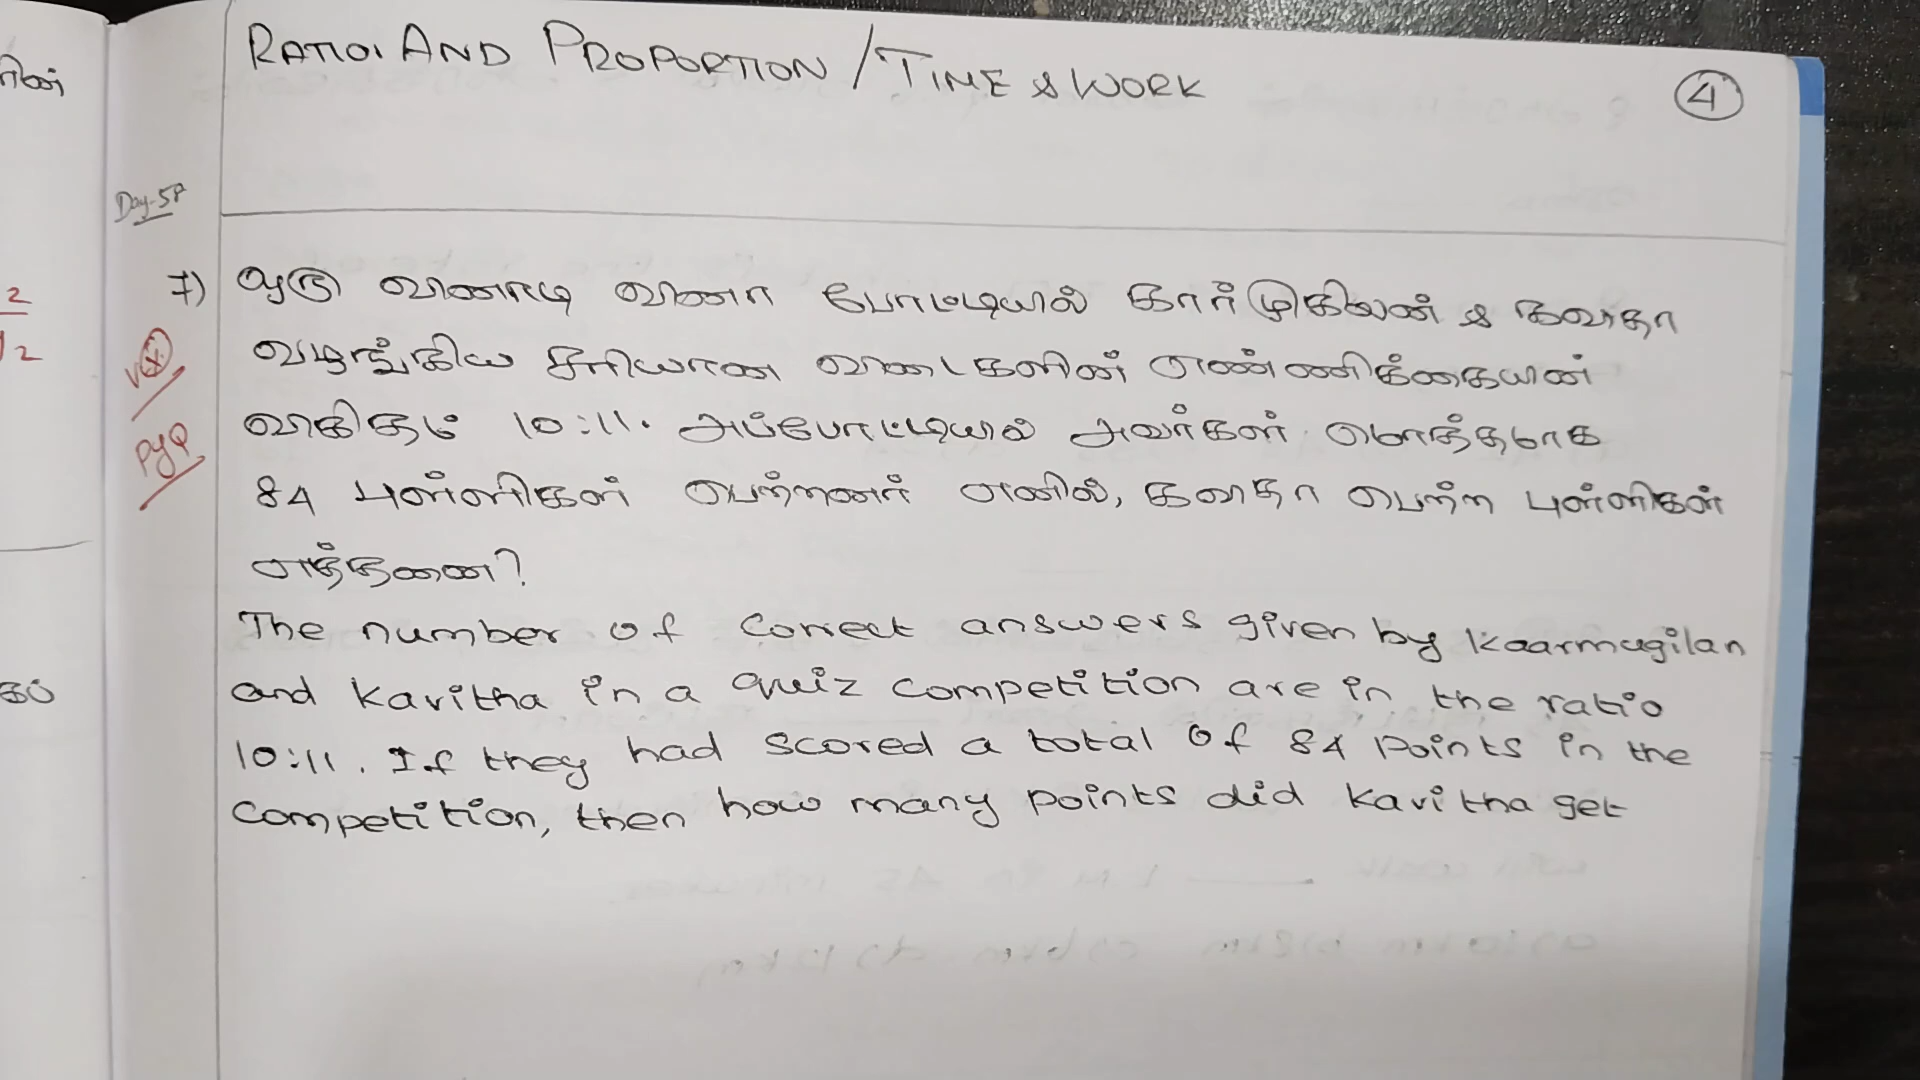 RATIO AND PROPORTION / TIME & WORK
4
Day-58
7) ஒரு வினாடி வினா போட்டியில் கார்முகிலன் & கவிதா
வழங்கிய சரியான விடைகளின் எண்ணிக்கையின்
விகிதம் 10:11. அப்போட்டியில் அவர்கள் மொத்தமாக
PYQ
84 புள்ளிகள் பெற்றனர் எனில், கவிதா பெற்ற புள்ளிகள்
எத்தனை?
The number of correct answers given by Kaarmugilan
and Kavitha in a quiz competition are in the ratio
10:11. If they had scored a total of 84 points in the
competition, then how many points did Kavitha get